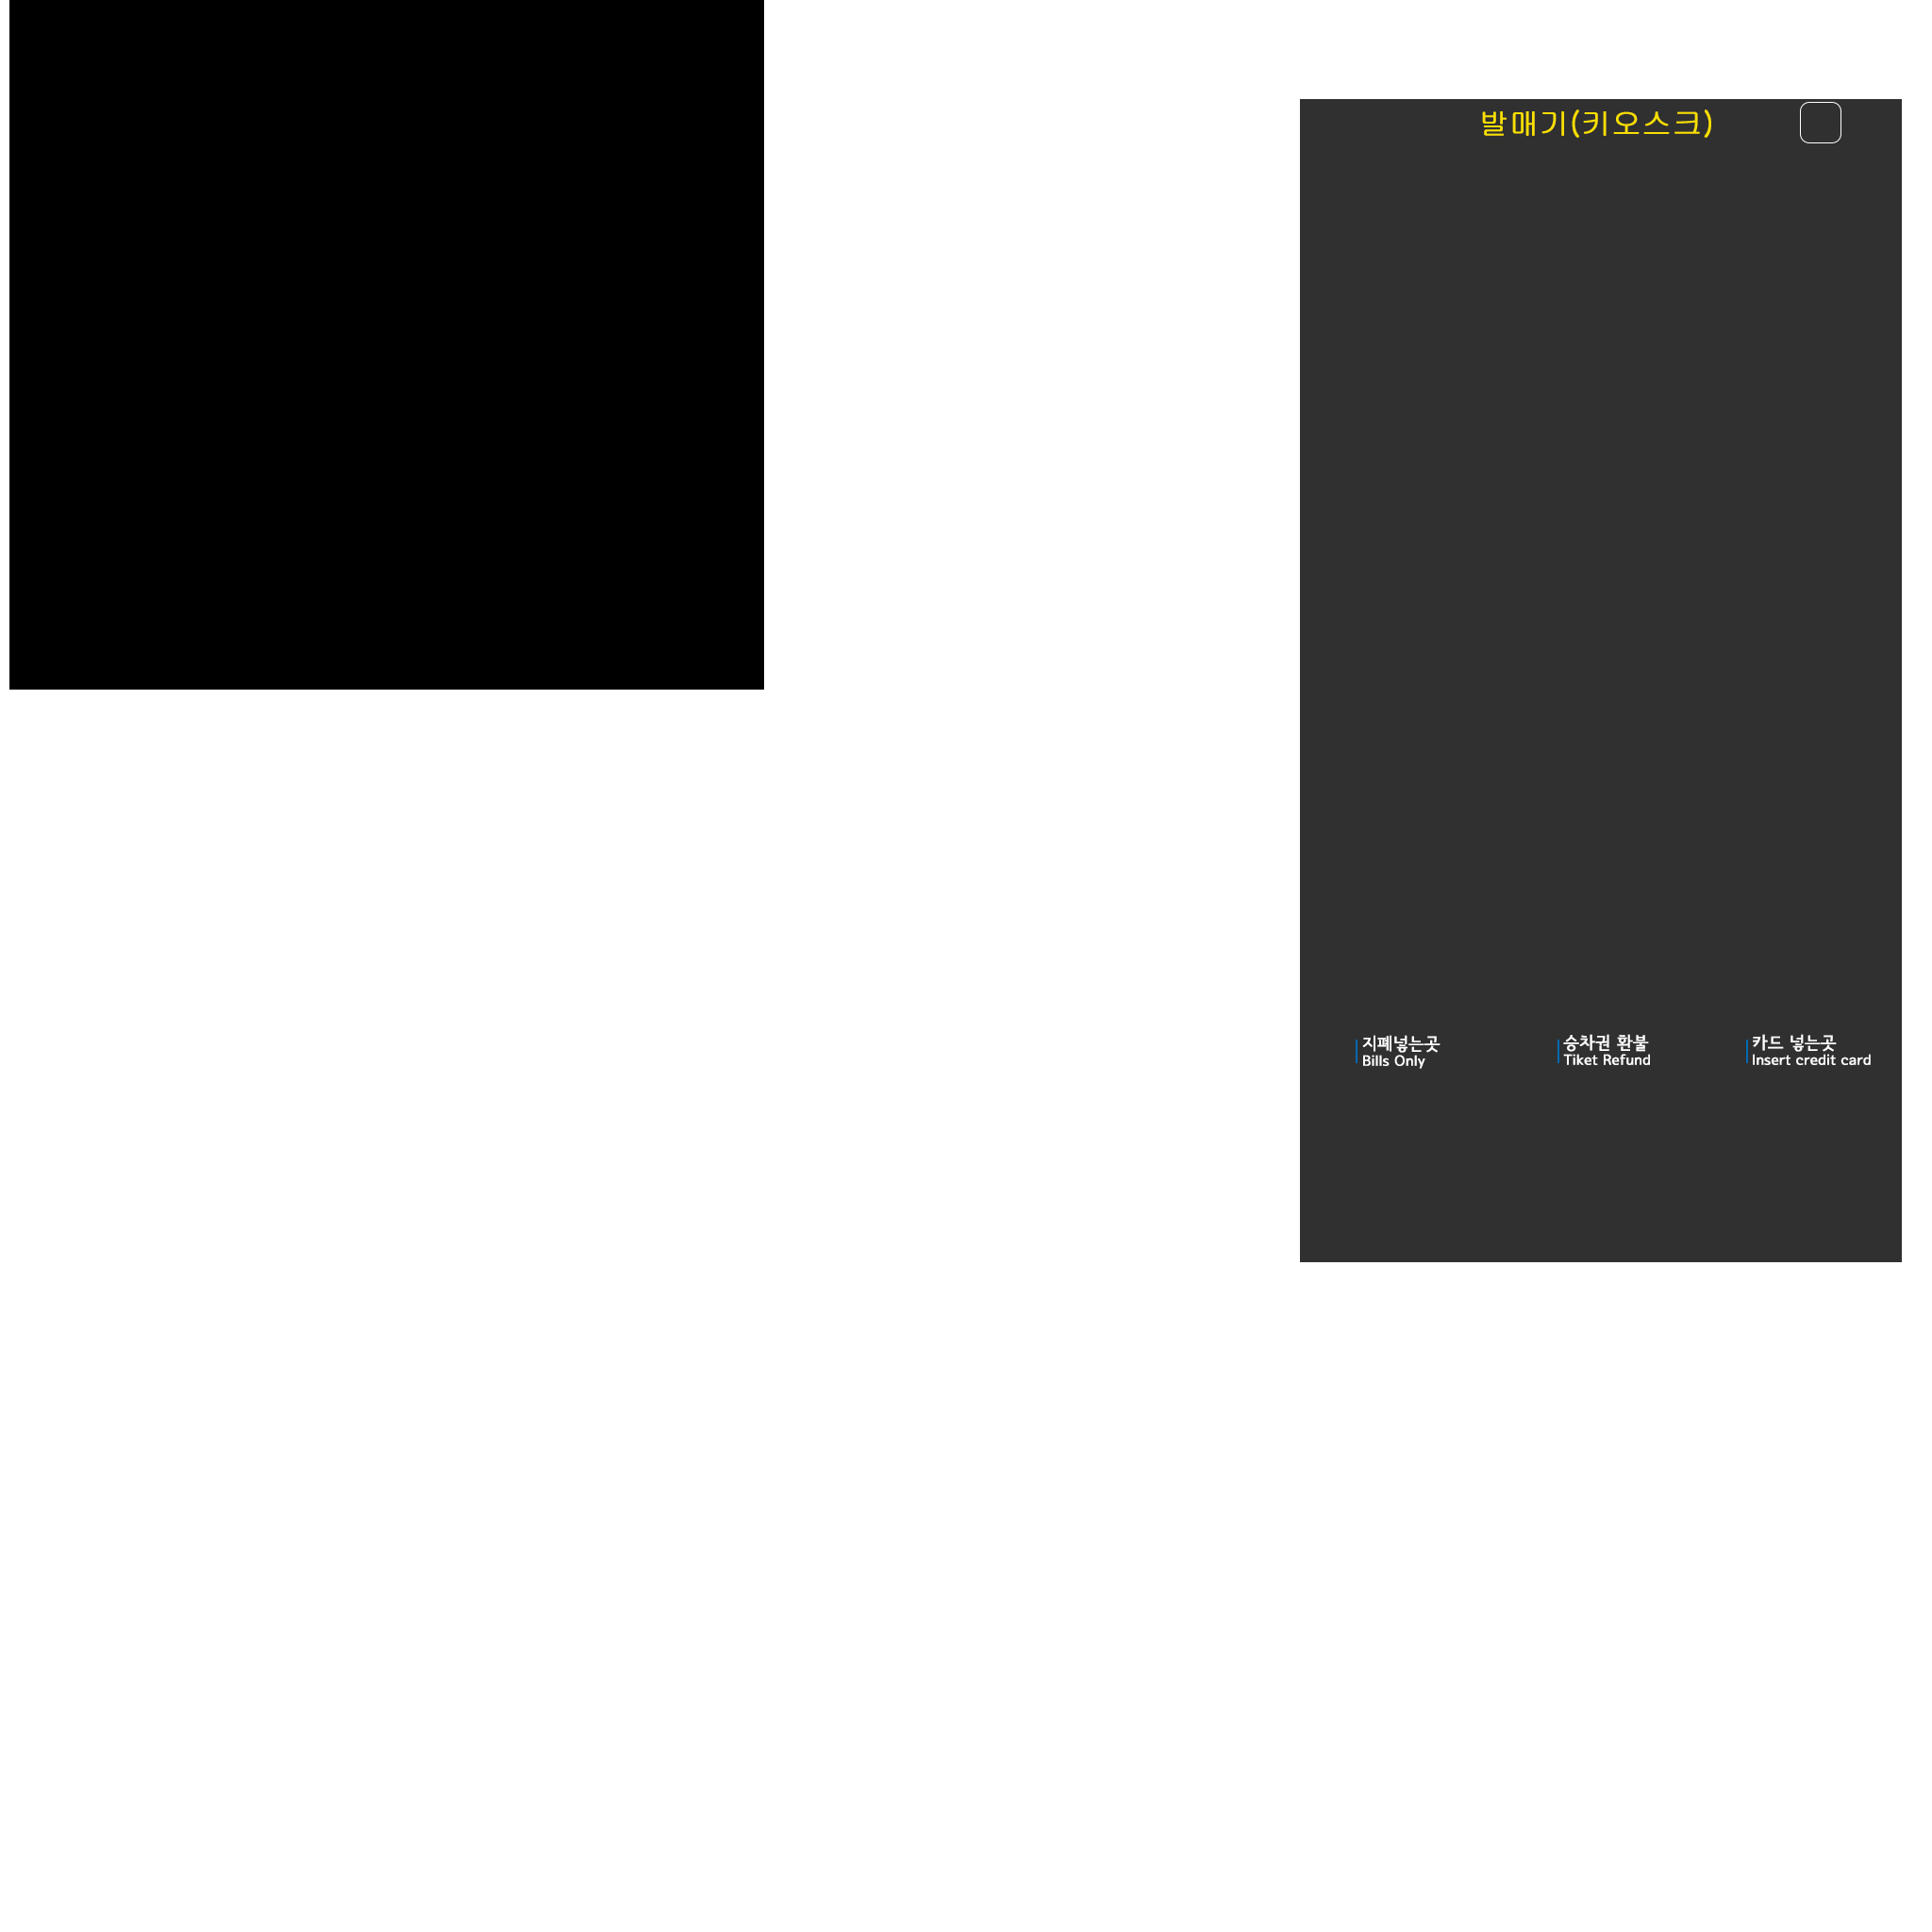 발매기(키오스크)
지폐넣는곳
Bills Only
승차권 환불
Tiket Refund
카드 넣는곳
Insert credit card